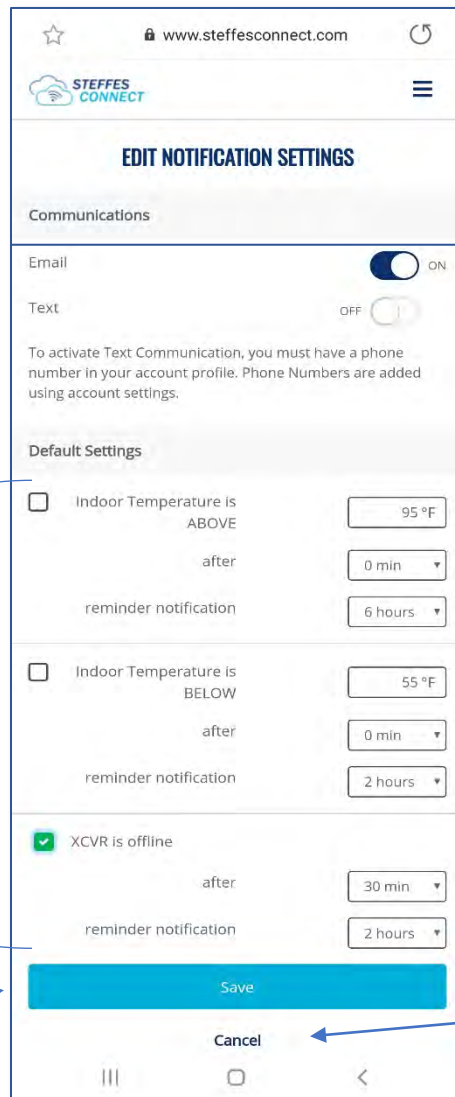 www.steffesconnect.com
STEFFES
CONNECT
EDIT NOTIFICATION SETTINGS
Communications
Email ON
Text OFF
To activate Text Communication, you must have a phone
number in your account profile. Phone Numbers are added
using account settings.
Default Settings
Indoor Temperature is
ABOVE 95 °F
after 0 min
reminder notification 6 hours
Indoor Temperature is
BELOW 55 °F
after 0 min
reminder notification 2 hours
XCVR is offline
after 30 min
reminder notification 2 hours
Save
Cancel